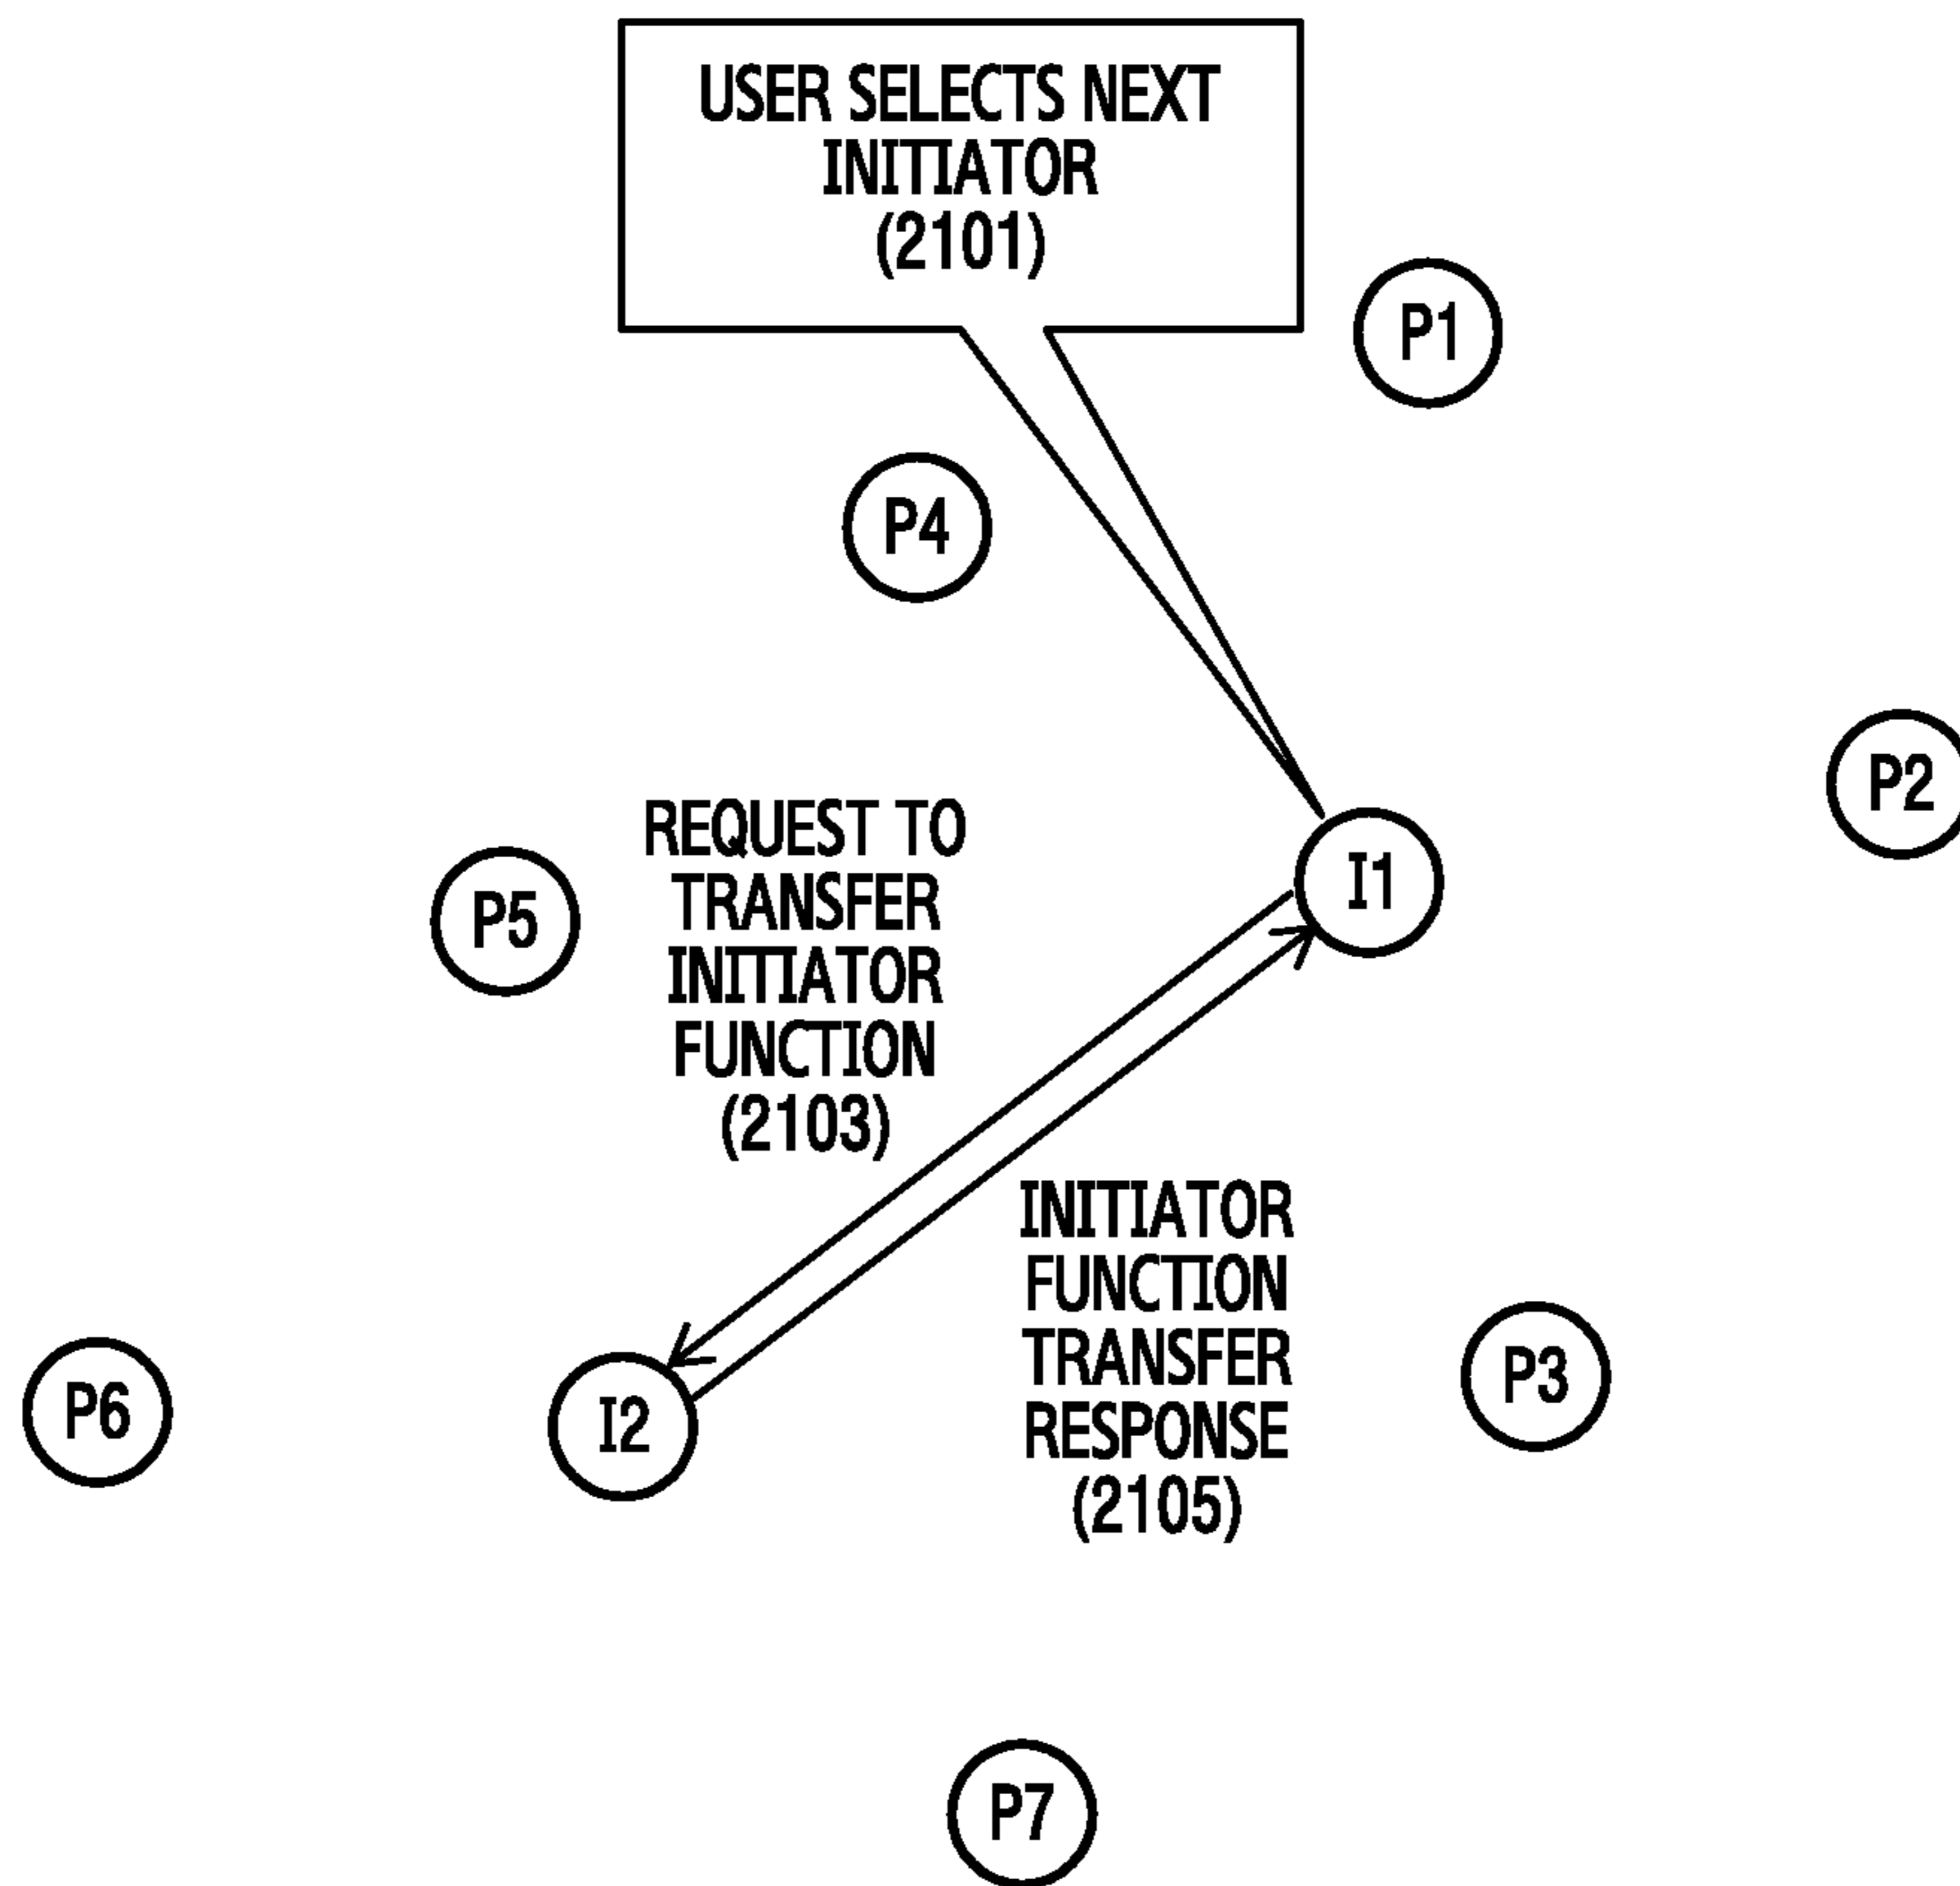 USER SELECTS NEXT
INITIATOR
(2101)
P1
P4
P2
REQUEST TO
TRANSFER
INITIATOR
FUNCTION
(2103)
I1
P5
INITIATOR
FUNCTION
TRANSFER
RESPONSE
(2105)
P3
P6
I2
P7